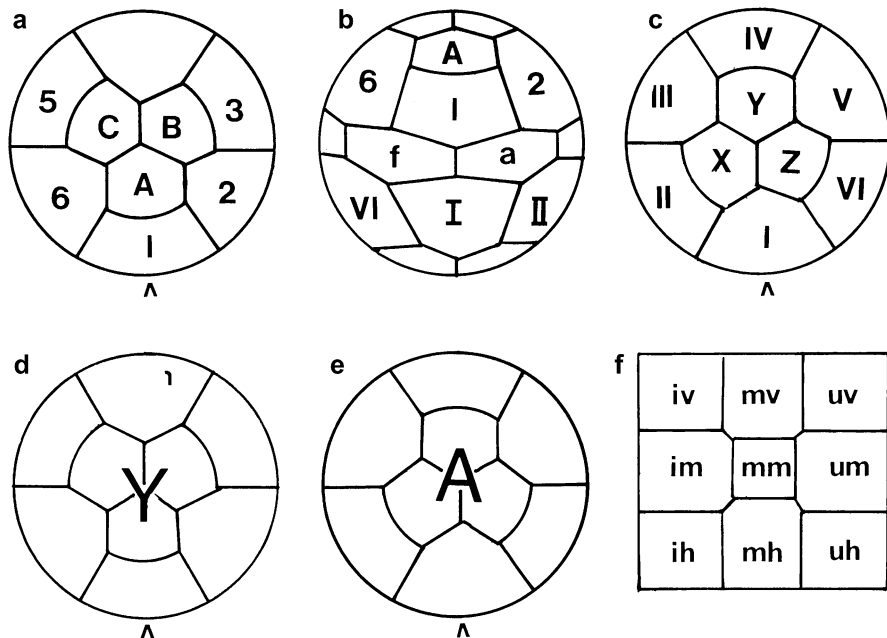 a b c
5 3 C B 6 A 2 I ^
A 6 I 2 f a VI I II
IV III Y V X Z II VI I ^
d e f
ı Y ^
A ^
iv mv uv
im mm um
ih mh uh